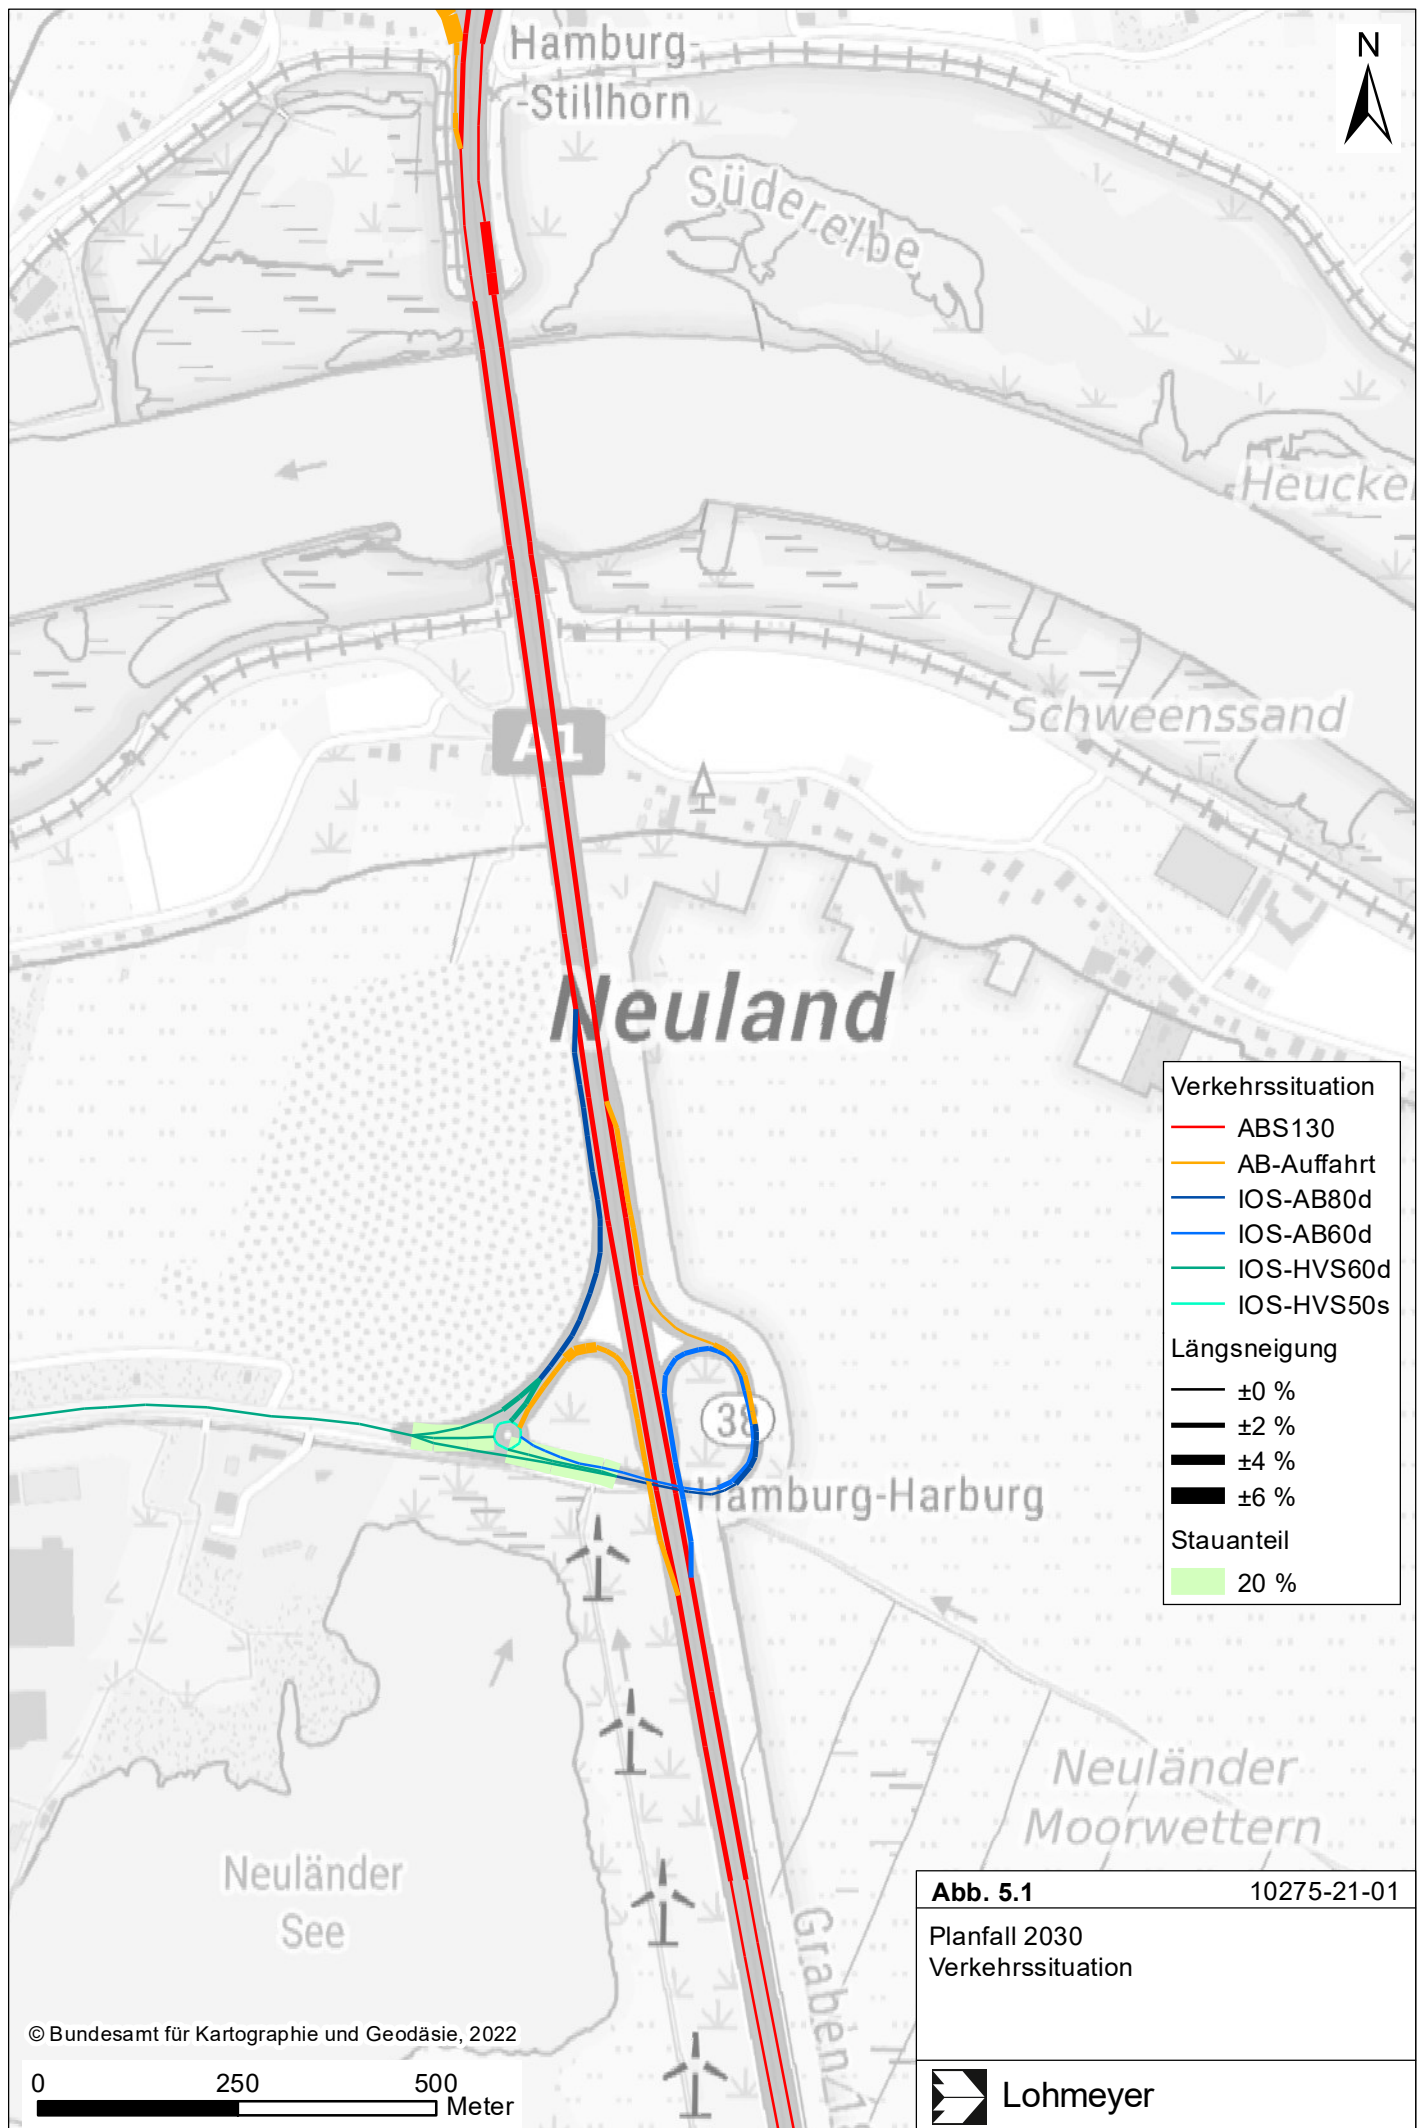 N
Hamburg-
-Stillhorn
Süderelbe
Schweenssand
A1
Neuland
Verkehrssituation
ABS130
AB-Auffahrt
IOS-AB80d
IOS-AB60d
IOS-HVS60d
IOS-HVS50s
Längsneigung
±0 %
±2 %
±4 %
±6 %
Stauanteil
20 %
38
Hamburg-Harburg
Neuländer
Moorwettern
Neuländer
See
Abb. 5.1 10275-21-01
Planfall 2030
Verkehrssituation
© Bundesamt für Kartographie und Geodäsie, 2022
0 250 500
Meter
Lohmeyer